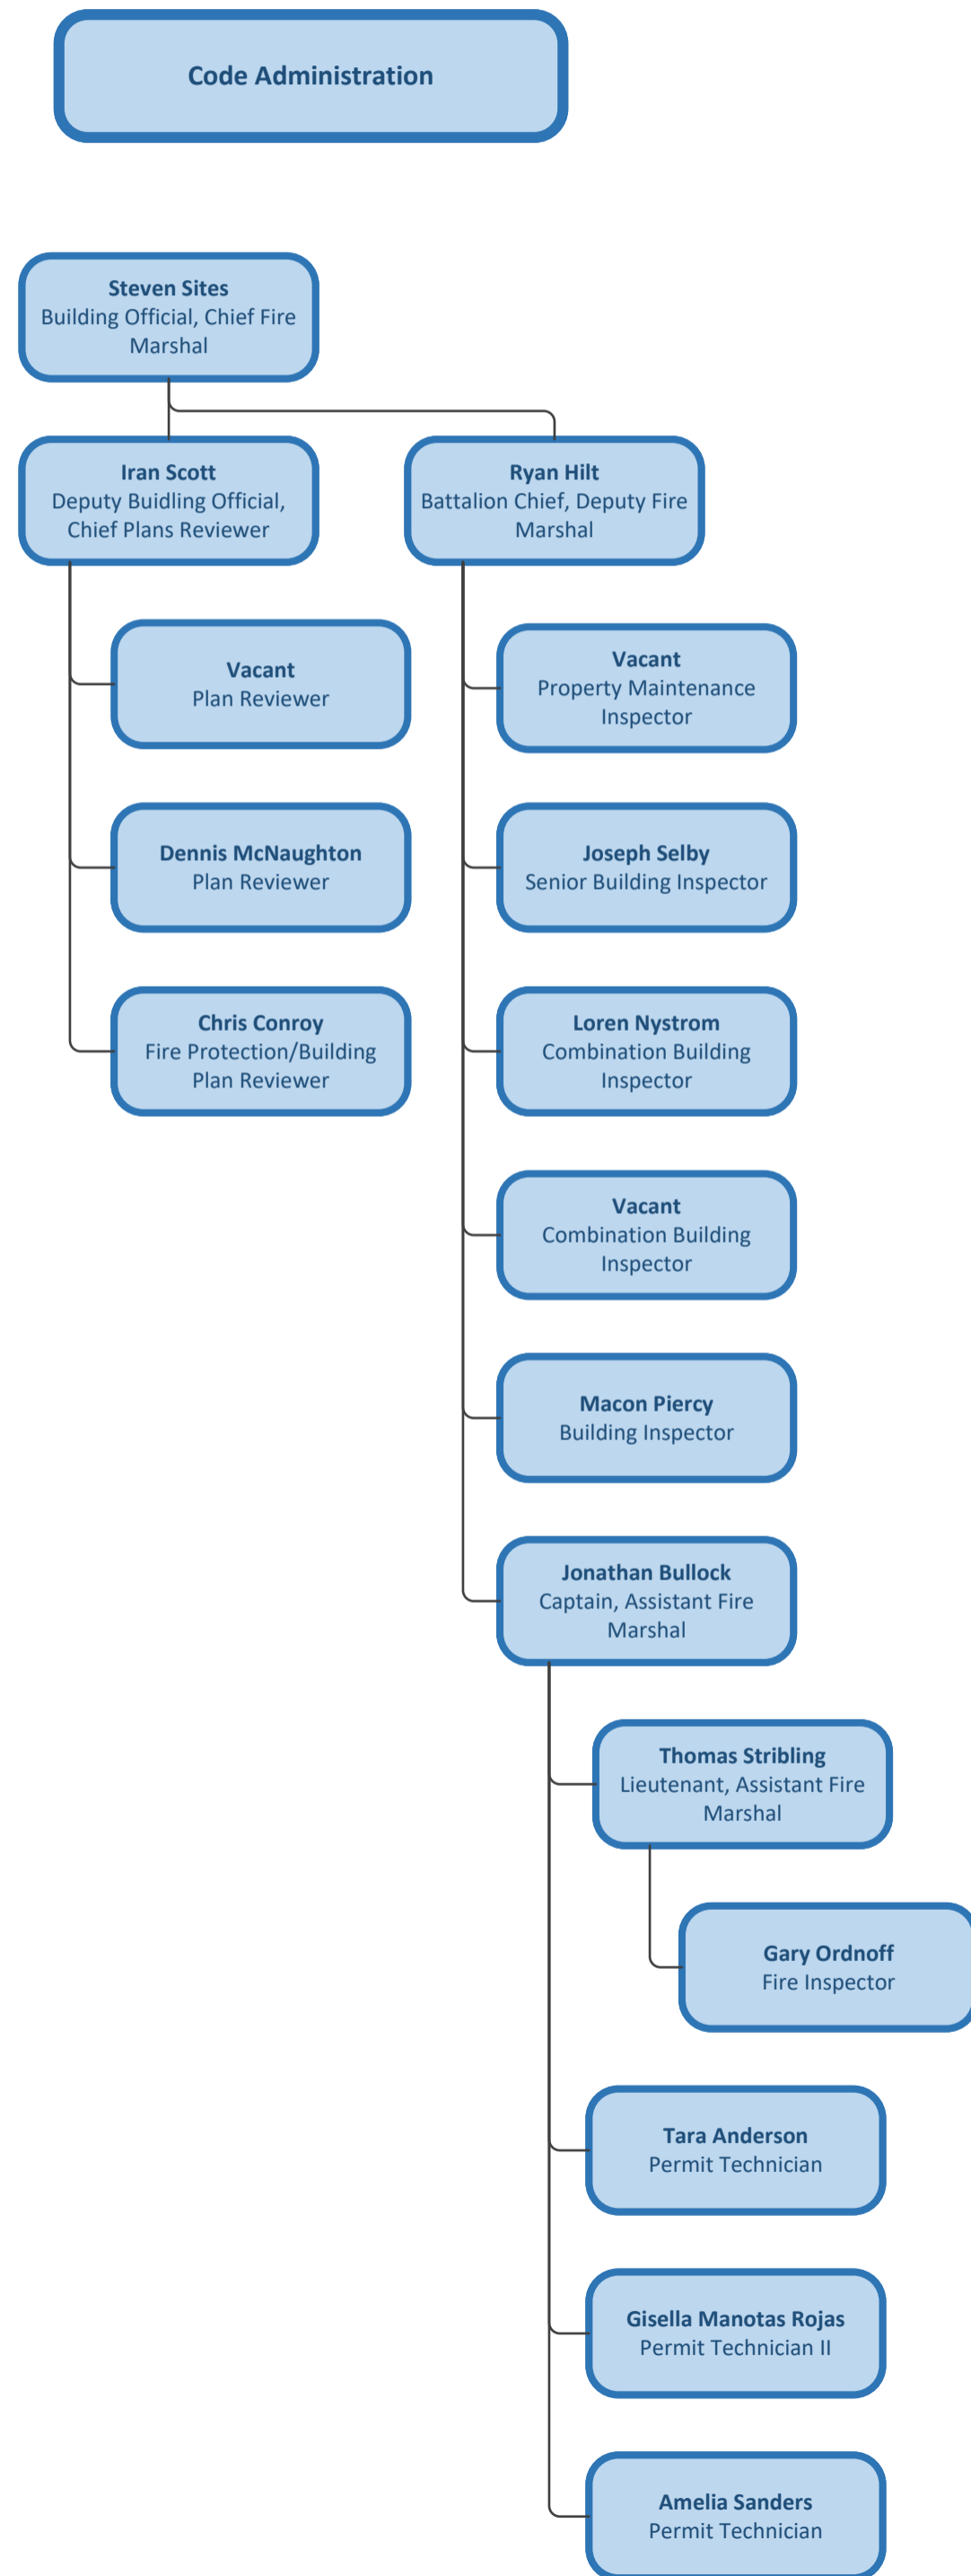 Code Administration
Steven Sites
Building Official, Chief Fire
Marshal
Iran Scott
Deputy Buidling Official,
Chief Plans Reviewer
Ryan Hilt
Battalion Chief, Deputy Fire
Marshal
Vacant
Plan Reviewer
Dennis McNaughton
Plan Reviewer
Chris Conroy
Fire Protection/Building
Plan Reviewer
Vacant
Property Maintenance
Inspector
Joseph Selby
Senior Building Inspector
Loren Nystrom
Combination Building
Inspector
Vacant
Combination Building
Inspector
Macon Piercy
Building Inspector
Jonathan Bullock
Captain, Assistant Fire
Marshal
Thomas Stribling
Lieutenant, Assistant Fire
Marshal
Gary Ordnoff
Fire Inspector
Tara Anderson
Permit Technician
Gisella Manotas Rojas
Permit Technician II
Amelia Sanders
Permit Technician